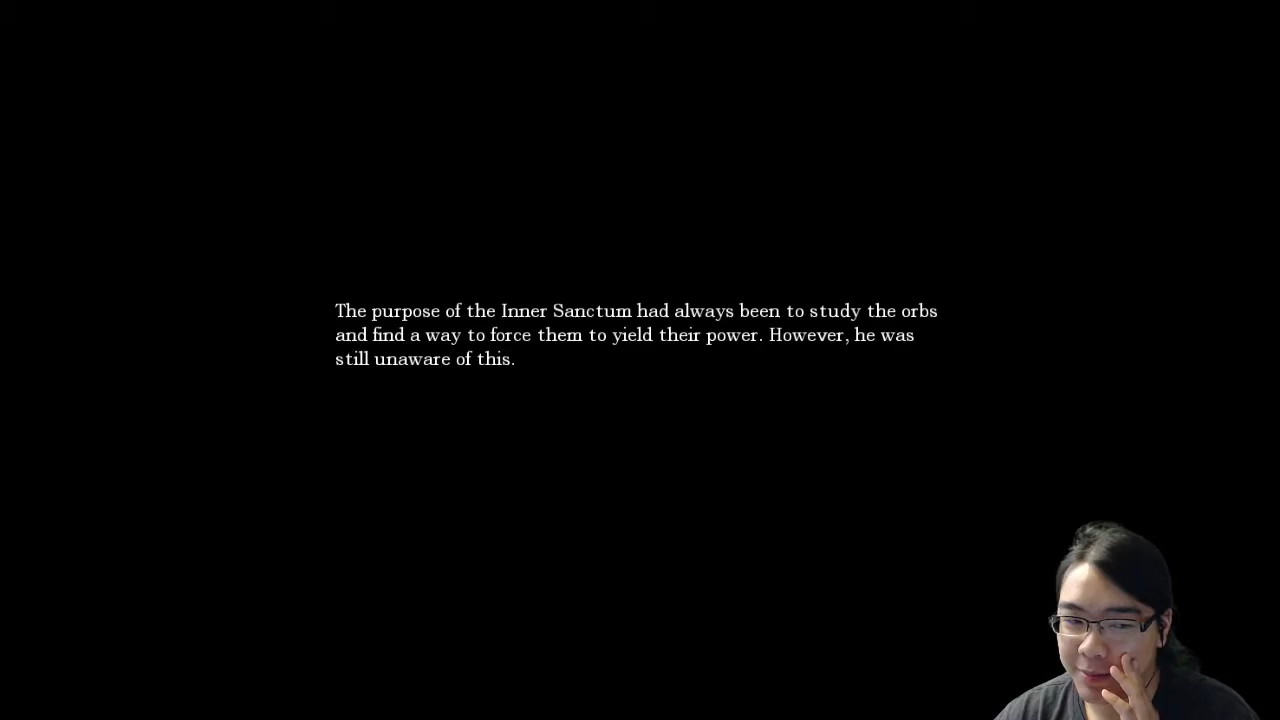 The purpose of the Inner Sanctum had always been to study the orbs
and find a way to force them to yield their power. However, he was
still unaware of this.